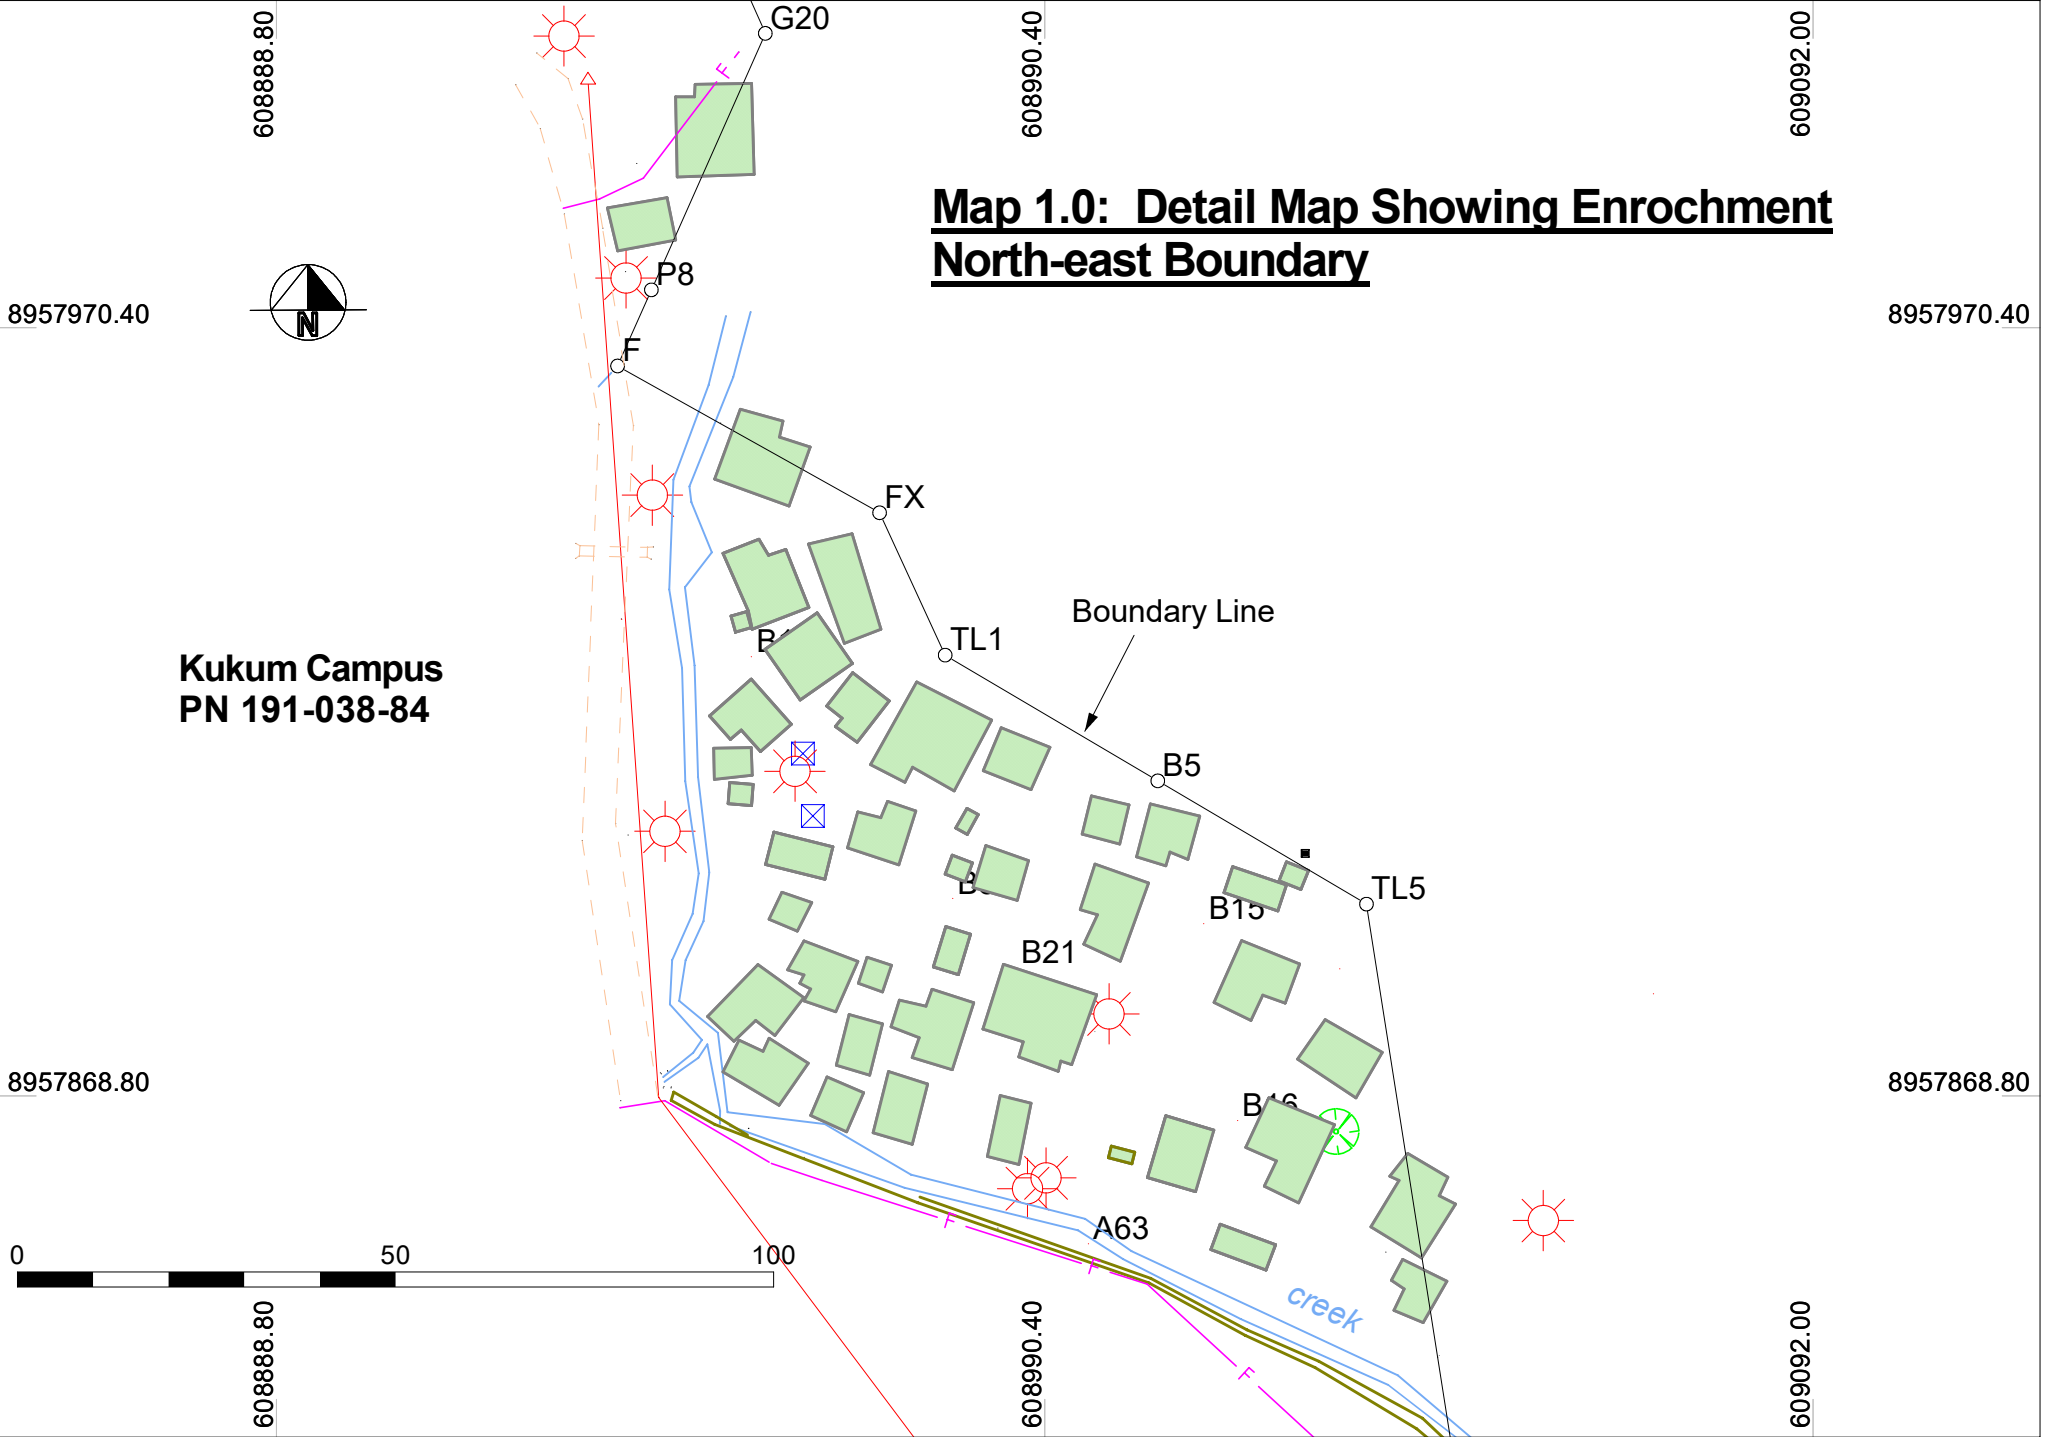 608888.80
608990.40
609092.00
G20
Map 1.0: Detail Map Showing Enrochment
North-east Boundary
F
P8
N
8957970.40
8957970.40
F
FX
Boundary Line
TL1
Kukum Campus
PN 191-038-84
B5
TL5
B15
B21
8957868.80
8957868.80
B16
A63
F
F
0 50 100
creek
F
608888.80
608990.40
609092.00